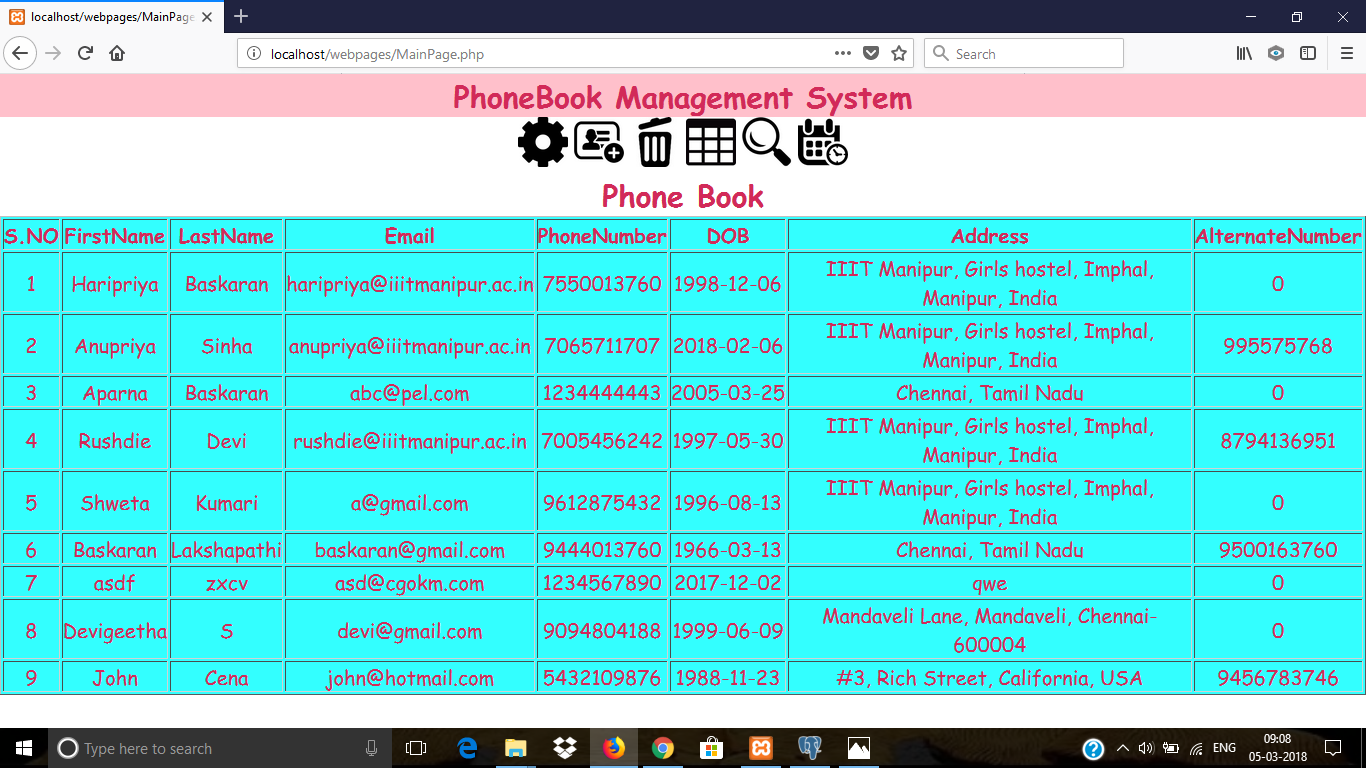 localhost/webpages/MainPage
localhost/webpages/MainPage.php
Search
PhoneBook Management System
Phone Book
S.NO FirstName LastName Email PhoneNumber DOB Address AlternateNumber
1 Haripriya Baskaran haripriya@iiitmanipur.ac.in 7550013760 1998-12-06 IIIT Manipur, Girls hostel, Imphal,
Manipur, India 0
2 Anupriya Sinha anupriya@iiitmanipur.ac.in 7065711707 2018-02-06 IIIT Manipur, Girls hostel, Imphal,
Manipur, India 995575768
3 Aparna Baskaran abc@pel.com 1234444443 2005-03-25 Chennai, Tamil Nadu 0
4 Rushdie Devi rushdie@iiitmanipur.ac.in 7005456242 1997-05-30 IIIT Manipur, Girls hostel, Imphal,
Manipur, India 8794136951
5 Shweta Kumari a@gmail.com 9612875432 1996-08-13 IIIT Manipur, Girls hostel, Imphal,
Manipur, India 0
6 Baskaran Lakshapathi baskaran@gmail.com 9444013760 1966-03-13 Chennai, Tamil Nadu 9500163760
7 asdf zxcv asd@cgokm.com 1234567890 2017-12-02 qwe 0
8 Devigeetha S devi@gmail.com 9094804188 1999-06-09 Mandaveli Lane, Mandaveli, Chennai-
600004 0
9 John Cena john@hotmail.com 5432109876 1988-11-23 #3, Rich Street, California, USA 9456783746
Type here to search
ENG
09:08
05-03-2018